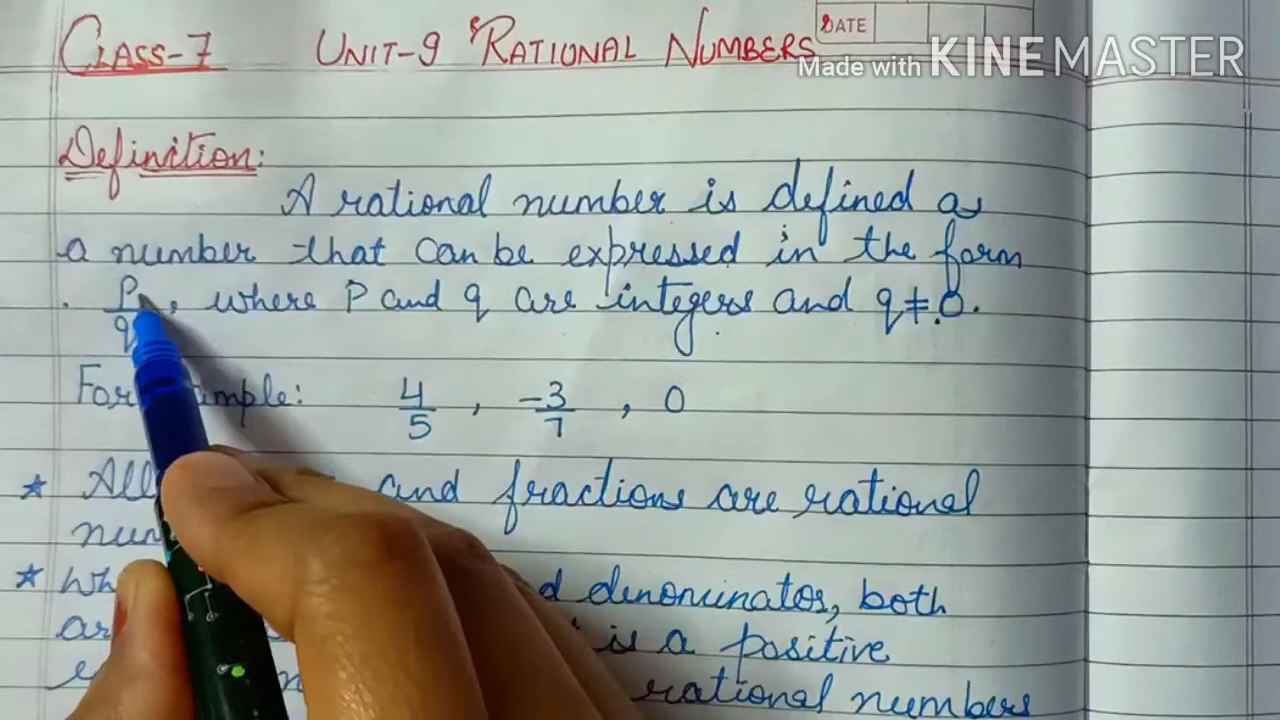 CLASS-7 UNIT-9 "RATIONAL NUMBERS
DATE
Made with KINEMASTER
Definition:
A rational number is defined as
a number that can be expressed in the form
p/q, where p and q are integers and q ≠ 0.
For 4/5, -3/7, 0
* All and fractions are rational
* denominator, both
is a positive
rational numbers